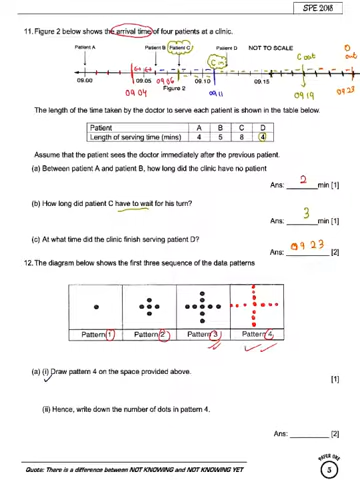 SPE 2018
11. Figure 2 below shows the arrival time of four patients at a clinic.
Patient A Patient B Patient C Patient D NOT TO SCALE
C out D out
C in
09.00 09.05 09.06 09.10 09.15
09 04 09.11 09.19 09.23
Figure 2
The length of the time taken by the doctor to serve each patient is shown in the table below.
Patient A B C D
Length of serving time (mins) 4 5 8 4
Assume that the patient sees the doctor immediately after the previous patient.
(a) Between patient A and patient B, how long did the clinic have no patient
Ans: 2 min [1]
(b) How long did patient C have to wait for his turn?
Ans: 3 min [1]
(c) At what time did the clinic finish serving patient D?
Ans: 09 23 [2]
12. The diagram below shows the first three sequence of the data patterns
Pattern 1 Pattern 2 Pattern 3 Pattern 4
(a) (i) Draw pattern 4 on the space provided above.
[1]
(ii) Hence, write down the number of dots in pattern 4.
Ans: [2]
PAPER ONE
Quote: There is a difference between NOT KNOWING and NOT KNOWING YET
5